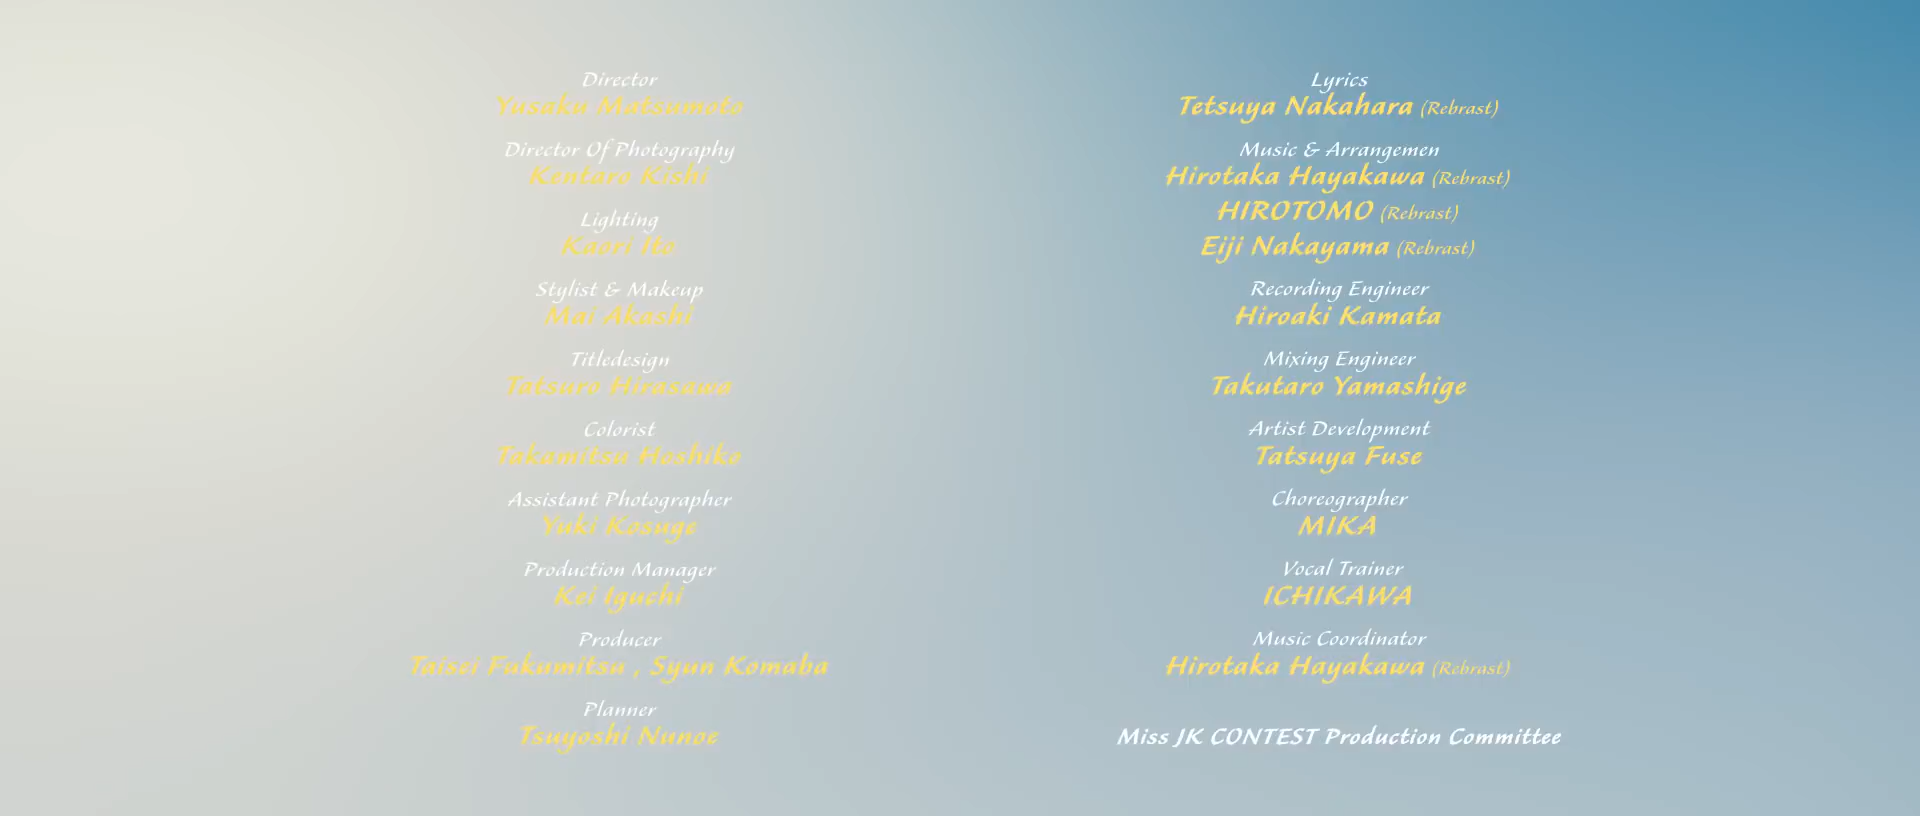 Director
Yusaku Matsumoto
Director Of Photography
Kentaro Kishi
Lighting
Kaori Ito
Stylist & Makeup
Mai Akashi
Titledesign
Tatsuro Hirasawa
Colorist
Takamitsu Hoshiko
Assistant Photographer
Yuki Kosuge
Production Manager
Kei Iguchi
Producer
Taisei Fukumitsu , Syun Komaba
Planner
Tsuyoshi Nunoe
Lyrics
Tetsuya Nakahara (Rebrast)
Music & Arrangemen
Hirotaka Hayakawa (Rebrast)
HIROTOMO (Rebrast)
Eiji Nakayama (Rebrast)
Recording Engineer
Hiroaki Kamata
Mixing Engineer
Takutaro Yamashige
Artist Development
Tatsuya Fuse
Choreographer
MIKA
Vocal Trainer
ICHIKAWA
Music Coordinator
Hirotaka Hayakawa (Rebrast)
Miss JK CONTEST Production Committee